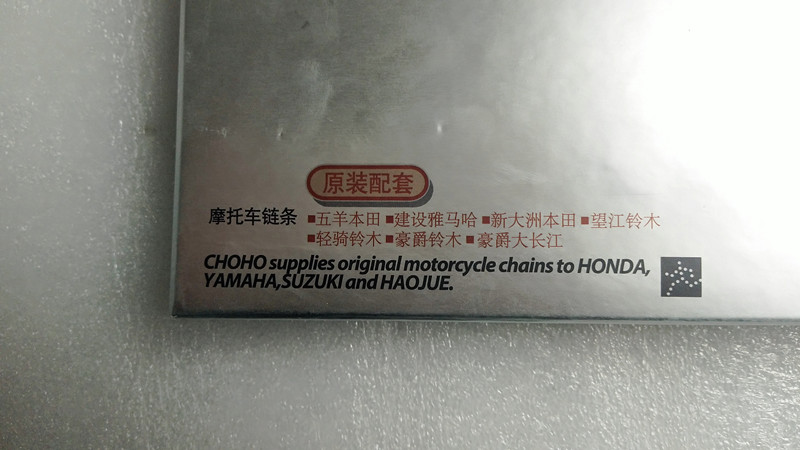 原装配套
摩托车链条 ■五羊本田■建设雅马哈■新大洲本田■望江铃木
■轻骑铃木■豪爵铃木■豪爵大长江
CHOHO supplies original motorcycle chains to HONDA,
YAMAHA,SUZUKI and HAOJUE.